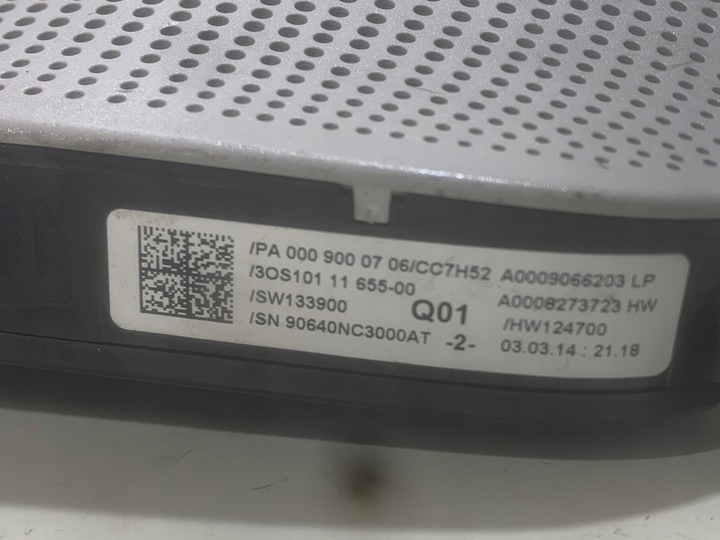 /PA 000 900 07 06/CC7H52 A0009066203 LP
/3OS101 11 655-00 A0008273723 HW
/SW133900 Q01 /HW124700
/SN 90640NC3000AT -2- 03.03.14 : 21.18